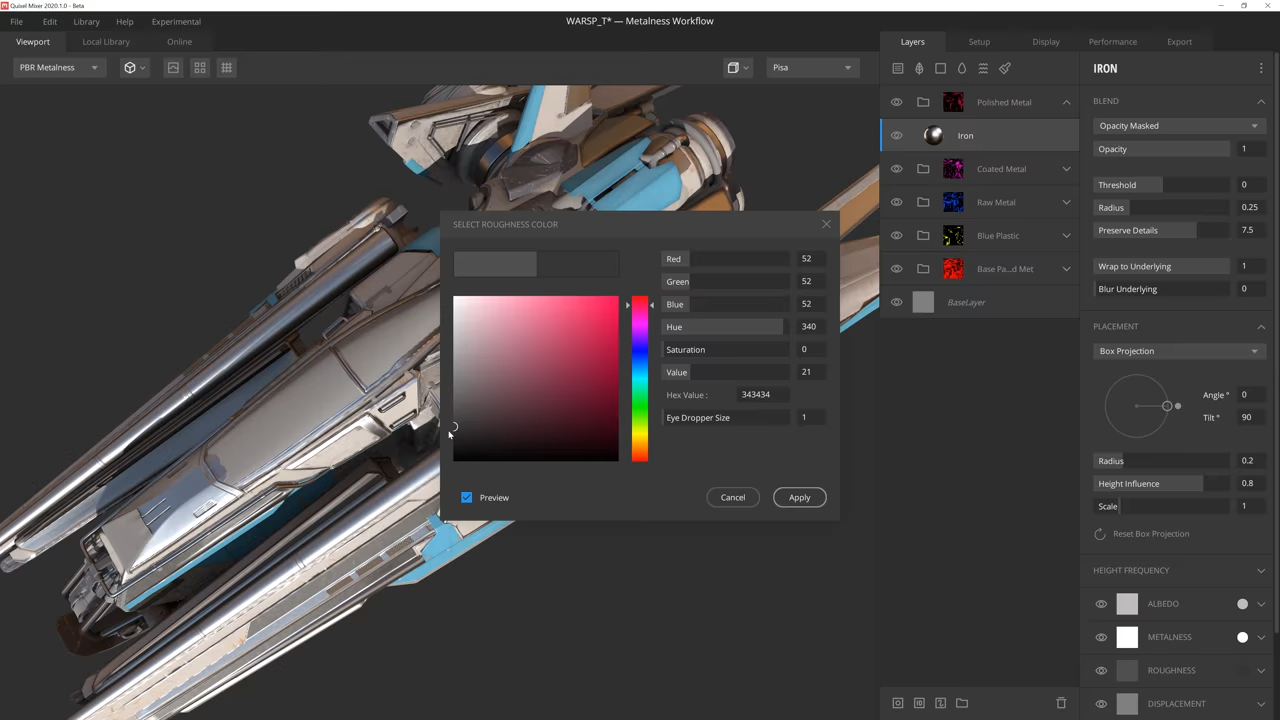 Quixel Mixer 2020.1.0 - Beta
File Edit Library Help Experimental
WARSP_T* — Metalness Workflow
Viewport Local Library Online
Layers Setup Display Performance Export
PBR Metalness
Pisa
IRON
BLEND
Opacity Masked
Opacity 1
Threshold 0
Radius 0.25
Preserve Details 7.5
Wrap to Underlying 1
Blur Underlying 0
PLACEMENT
Box Projection
Angle ° 0
Tilt ° 90
Radius 0.2
Height Influence 0.8
Scale 1
Reset Box Projection
HEIGHT FREQUENCY
ALBEDO
METALNESS
ROUGHNESS
DISPLACEMENT
Polished Metal
Iron
Coated Metal
Raw Metal
Blue Plastic
Base Pa...d Met
BaseLayer
SELECT ROUGHNESS COLOR
Red 52
Green 52
Blue 52
Hue 340
Saturation 0
Value 21
Hex Value : 343434
Eye Dropper Size 1
Preview
Cancel Apply